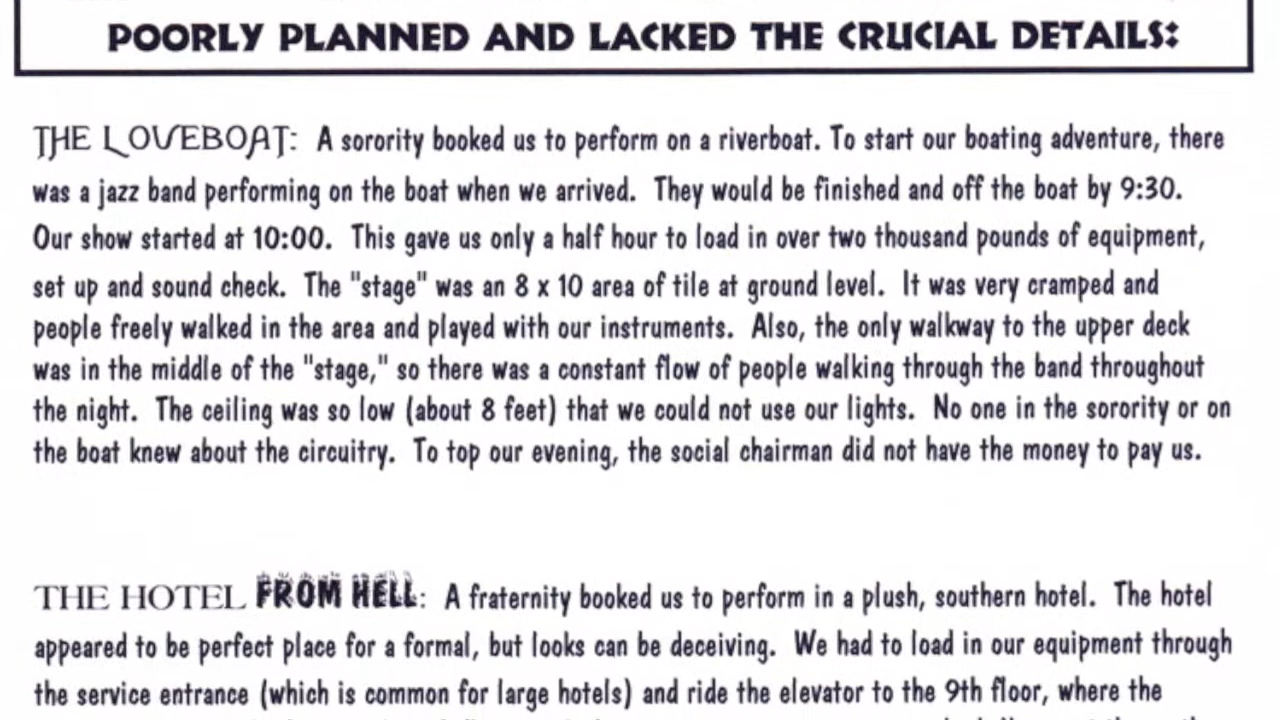 POORLY PLANNED AND LACKED THE CRUCIAL DETAILS:
THE LOVEBOAT: A sorority booked us to perform on a riverboat. To start our boating adventure, there
was a jazz band performing on the boat when we arrived. They would be finished and off the boat by 9:30.
Our show started at 10:00. This gave us only a half hour to load in over two thousand pounds of equipment,
set up and sound check. The "stage" was an 8 x 10 area of tile at ground level. It was very cramped and
people freely walked in the area and played with our instruments. Also, the only walkway to the upper deck
was in the middle of the "stage," so there was a constant flow of people walking through the band throughout
the night. The ceiling was so low (about 8 feet) that we could not use our lights. No one in the sorority or on
the boat knew about the circuitry. To top our evening, the social chairman did not have the money to pay us.
THE HOTEL FROM HELL: A fraternity booked us to perform in a plush, southern hotel. The hotel
appeared to be perfect place for a formal, but looks can be deceiving. We had to load in our equipment through
the service entrance (which is common for large hotels) and ride the elevator to the 9th floor, where the